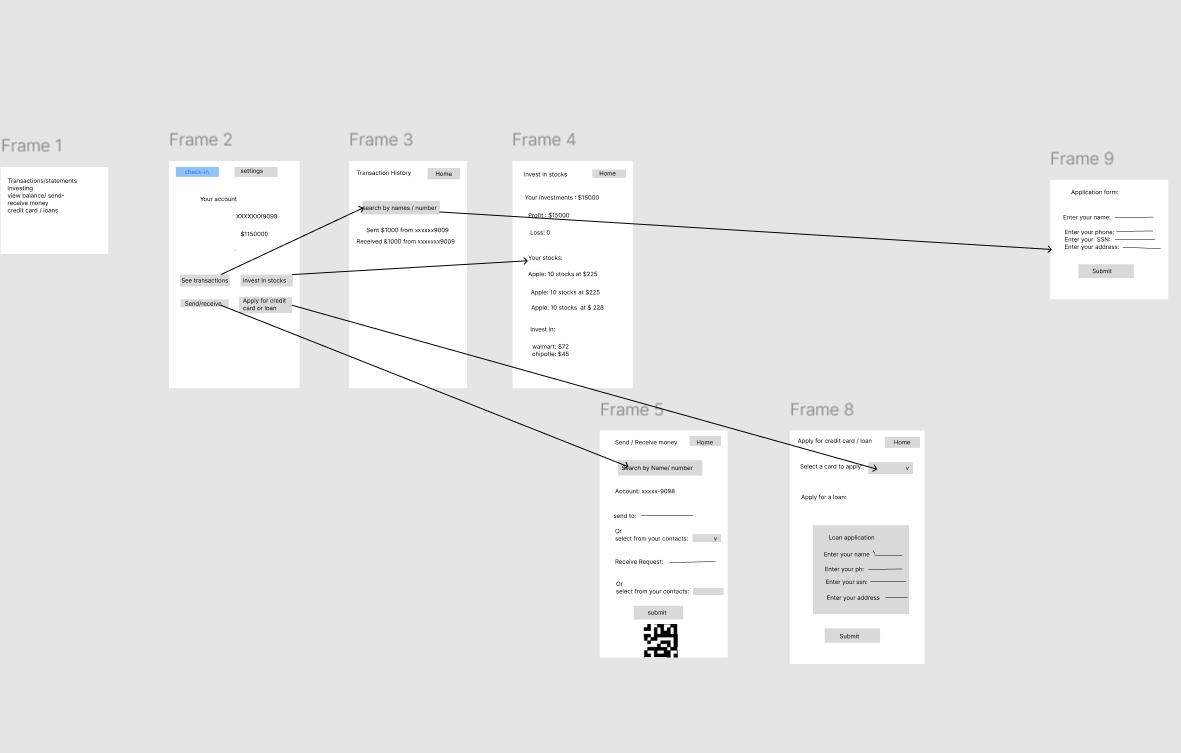 Frame 1
Transactions/statements
Investing
view balance/ send-
receive money
credit card / loans
Frame 2
check-in
settings
Your account
XXXXXXX9098
$1150000
See transactions
invest in stocks
Send/receive
Apply for credit
card or loan
Frame 3
Transaction History
Home
search by names / number
Sent $1000 from xxxxxx9009
Received &1000 from xxxxxxx9009
Frame 4
Invest in stocks
Home
Your investments : $15000
Profit : $15000
Loss: 0
Your stocks:
Apple: 10 stocks at $225
Apple: 10 stocks at $225
Apple: 10 stocks at $ 228
Invest in:
walmart: $72
chipotle: $45
Frame 9
Application form:
Enter your name:
Enter your phone:
Enter your SSN:
Enter your address:
Submit
Frame 5
Send / Receive money
Home
Search by Name/ number
Account: xxxxx-9098
send to:
Or
select from your contacts:
v
Receive Request:
Or
select from your contacts:
submit
Frame 8
Apply for credit card / loan
Home
Select a card to apply:
v
Apply for a loan:
Loan application
Enter your name
Enter your ph:
Enter your ssn:
Enter your address
Submit